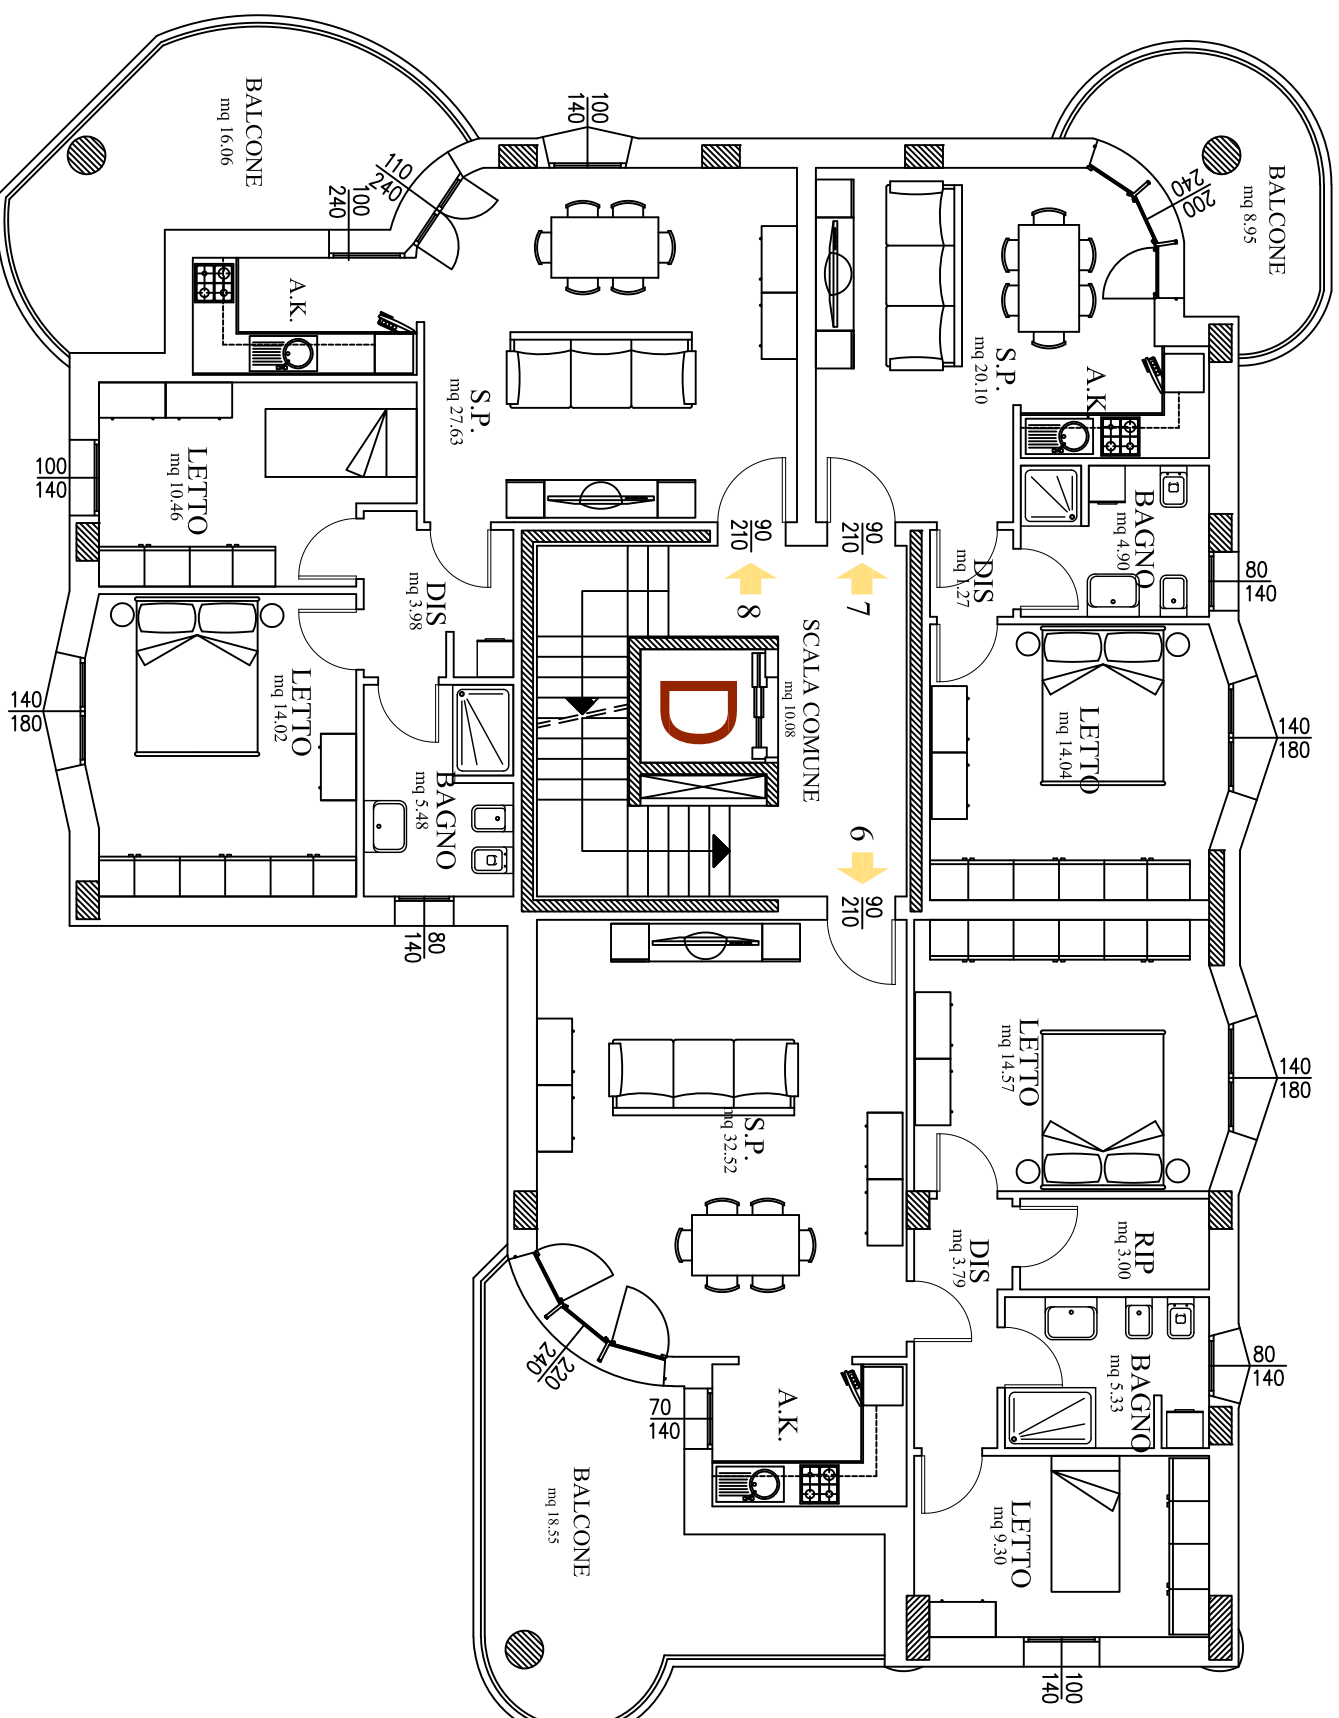 BALCONE
mq 16.06
100
140
110
240
100
240
A.K.
S.P.
mq 27.63
LETTO
mq 10.46
100
140
DIS
mq 3.98
LETTO
mq 14.02
140
180
BAGNO
mq 5.48
80
140
BALCONE
mq 8.95
200
240
S.P.
mq 20.10
A.K.
BAGNO
mq 4.90
80
140
DIS
mq 1.27
LETTO
mq 14.04
140
180
90
210
8
90
210
7
SCALA COMUNE
mq 10.08
D
6
90
210
LETTO
mq 14.57
140
180
S.P.
mq 32.52
DIS
mq 3.79
RIP
mq 3.00
BAGNO
mq 5.33
80
140
220
240
70
140
A.K.
LETTO
mq 9.30
100
140
BALCONE
mq 18.55